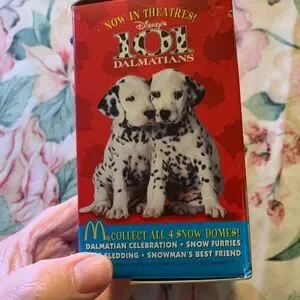 NOW IN THEATRES!
Disney's
101
DALMATIANS
COLLECT ALL 4 SNOW DOMES!
DALMATIAN CELEBRATION • SNOW FURRIES
SLEDDING • SNOWMAN'S BEST FRIEND